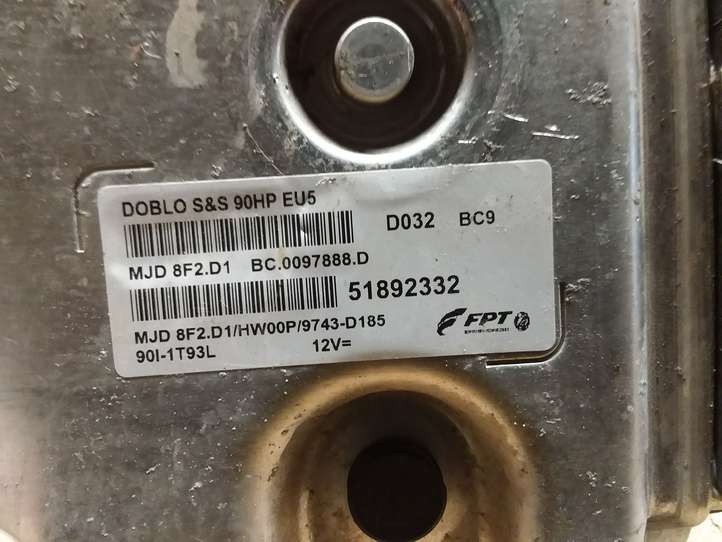 DOBLO S&S 90HP EU5
D032 BC9
MJD 8F2.D1 BC.0097888.D
51892332
MJD 8F2.D1/HW00P/9743-D185
90I-1T93L 12V=
FPT